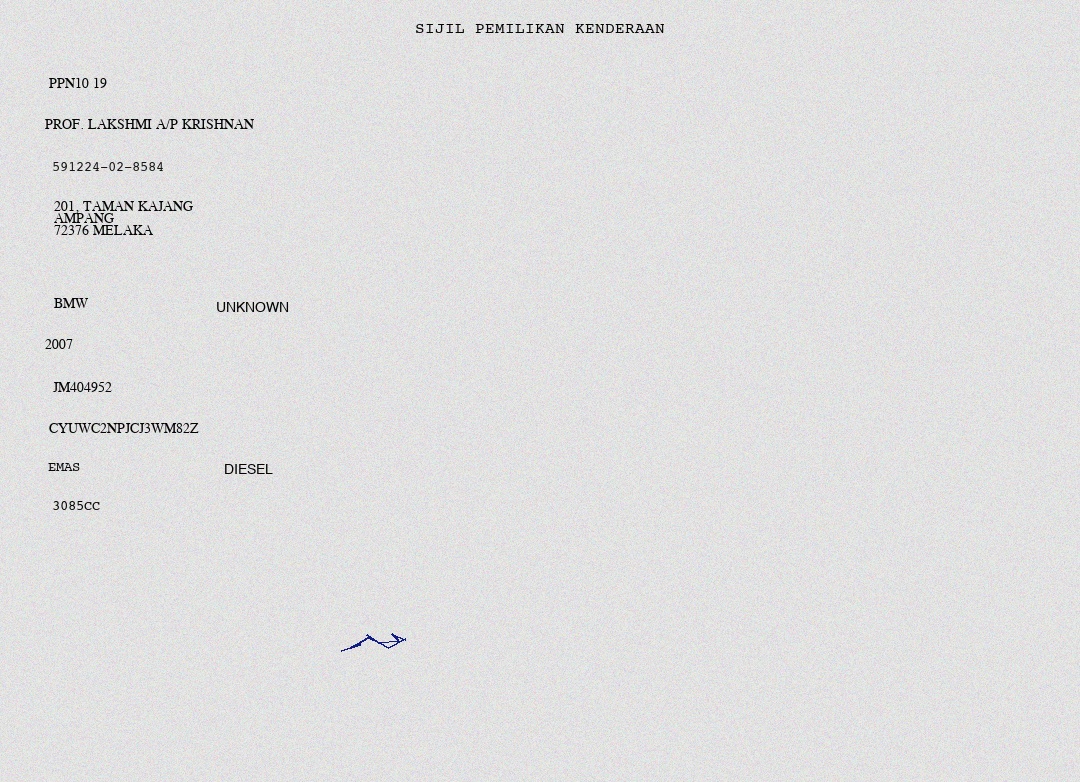 SIJIL PEMILIKAN KENDERAAN
PPN10 19
PROF. LAKSHMI A/P KRISHNAN
591224-02-8584
201, TAMAN KAJANG
AMPANG
72376 MELAKA
BMW UNKNOWN
2007
JM404952
CYUWC2NPJCJ3WM82Z
EMAS DIESEL
3085CC